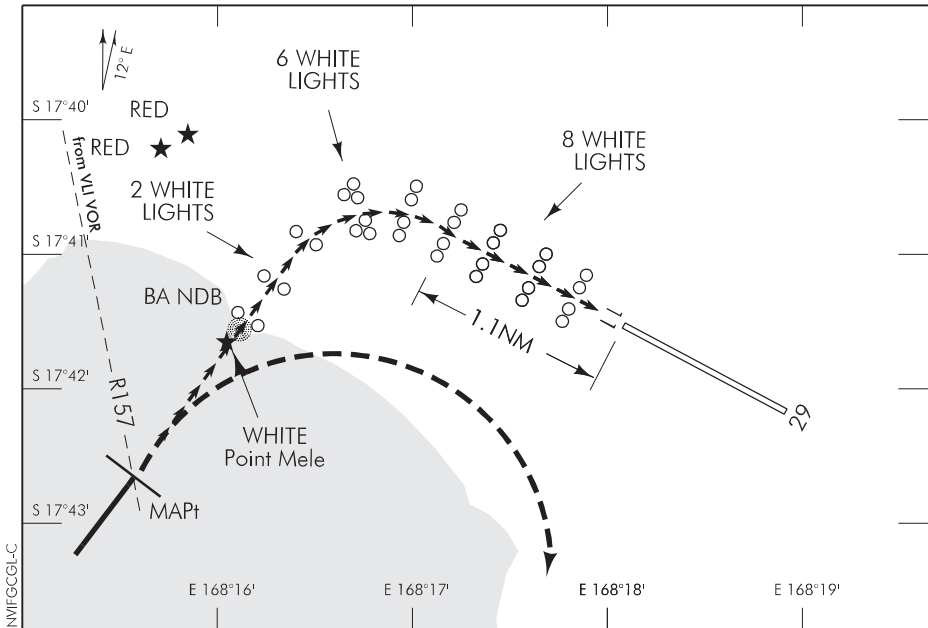 6 WHITE
LIGHTS
12° E
S 17°40'
RED
RED
8 WHITE
LIGHTS
from VLI VOR
2 WHITE
LIGHTS
S 17°41'
BA NDB
1.1NM
S 17°42'
R157
29
WHITE
Point Mele
S 17°43'
MAPt
NVIFGCGL-C
E 168°16'
E 168°17'
E 168°18'
E 168°19'